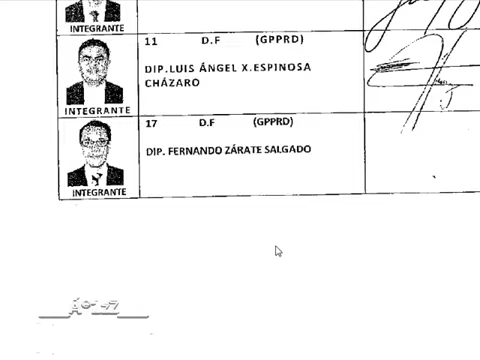 INTEGRANTE
11 D.F (GPPRD)
DIP.LUIS ÁNGEL X.ESPINOSA
CHÁZARO
INTEGRANTE
17 D.F (GPPRD)
DIP. FERNANDO ZÁRATE SALGADO
INTEGRANTE